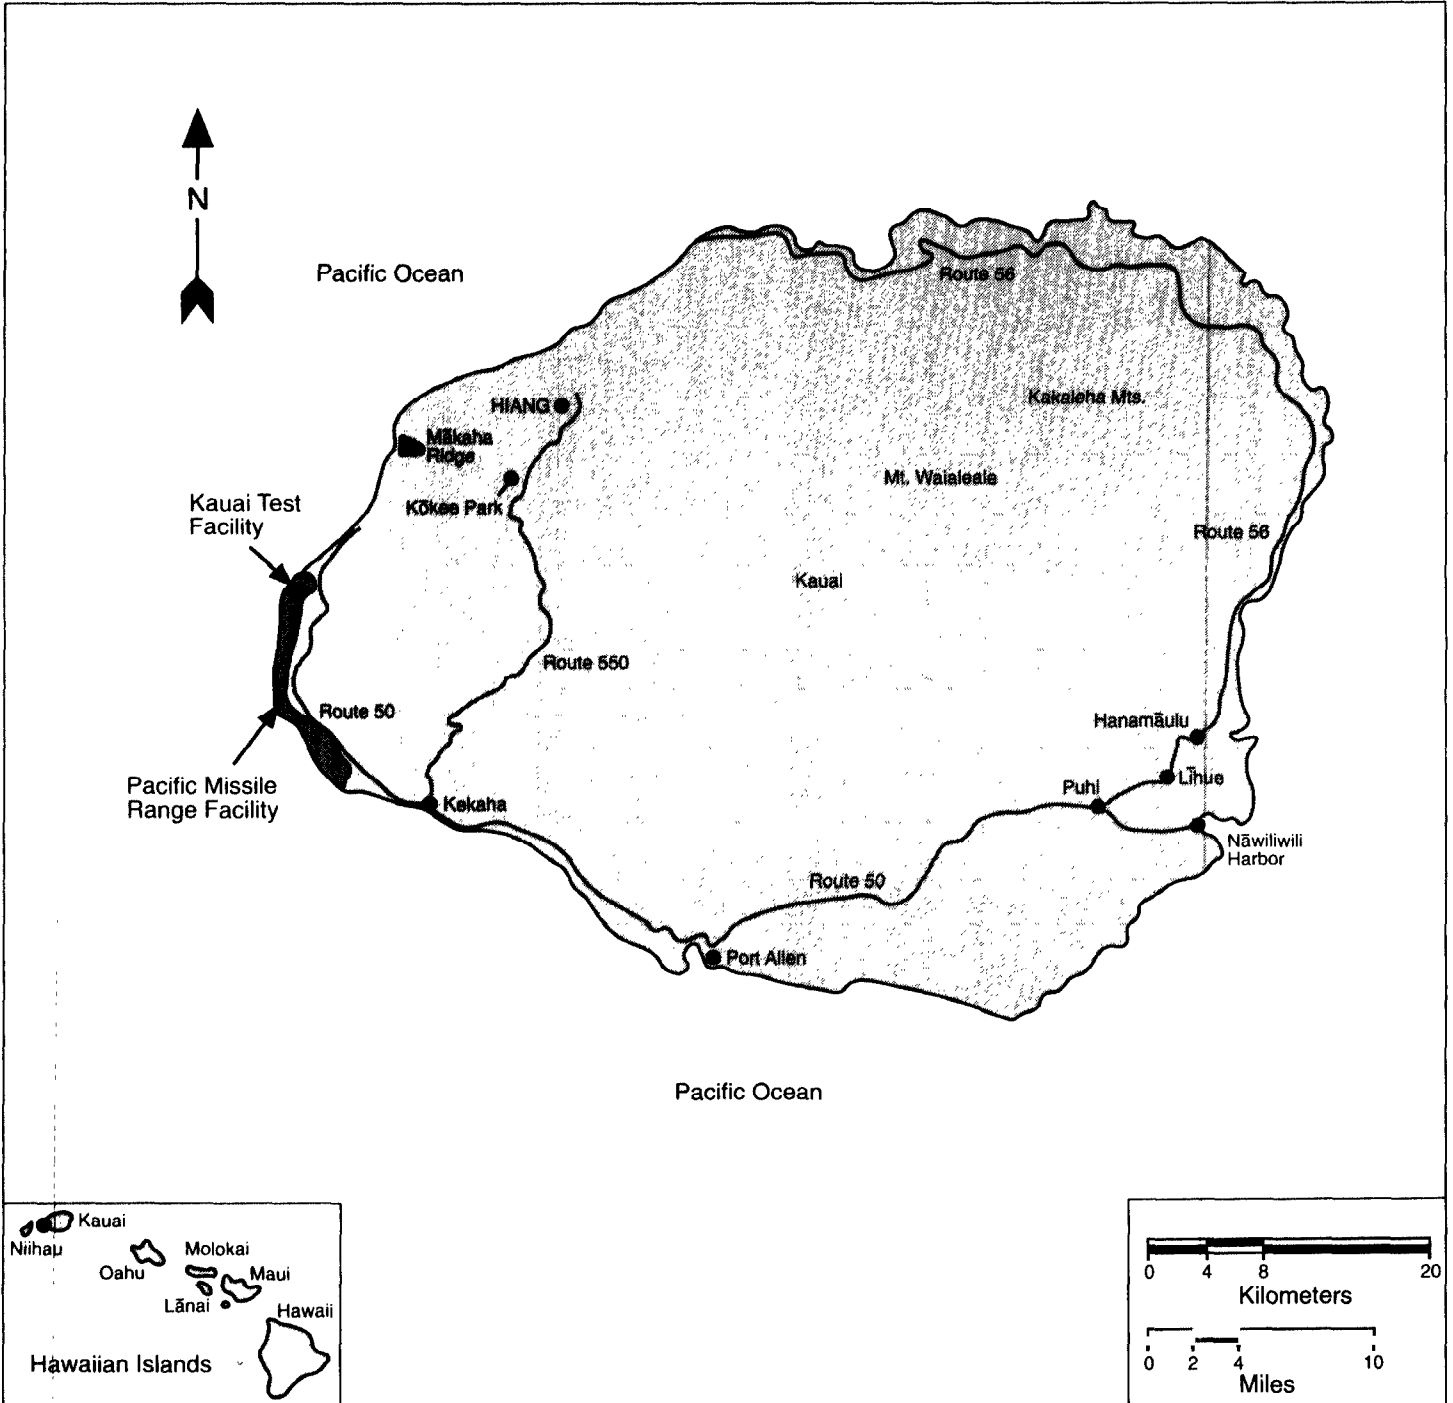 N
Pacific Ocean
Route 56
HIANG
Kakaleha Mts.
Mākaha
Ridge
Mt. Waialeale
Kauai Test
Facility
Kōkee Park
Route 56
Kauai
Route 550
Route 50
Hanamāulu
Pacific Missile
Range Facility
Līhue
Puhi
Kekaha
Nāwiliwili
Harbor
Route 50
Port Allen
Pacific Ocean
Kauai
Niihau
Oahu
Molokai
Maui
Lānai
Hawaii
Hawaiian Islands
0 4 8 20
Kilometers
0 2 4 10
Miles